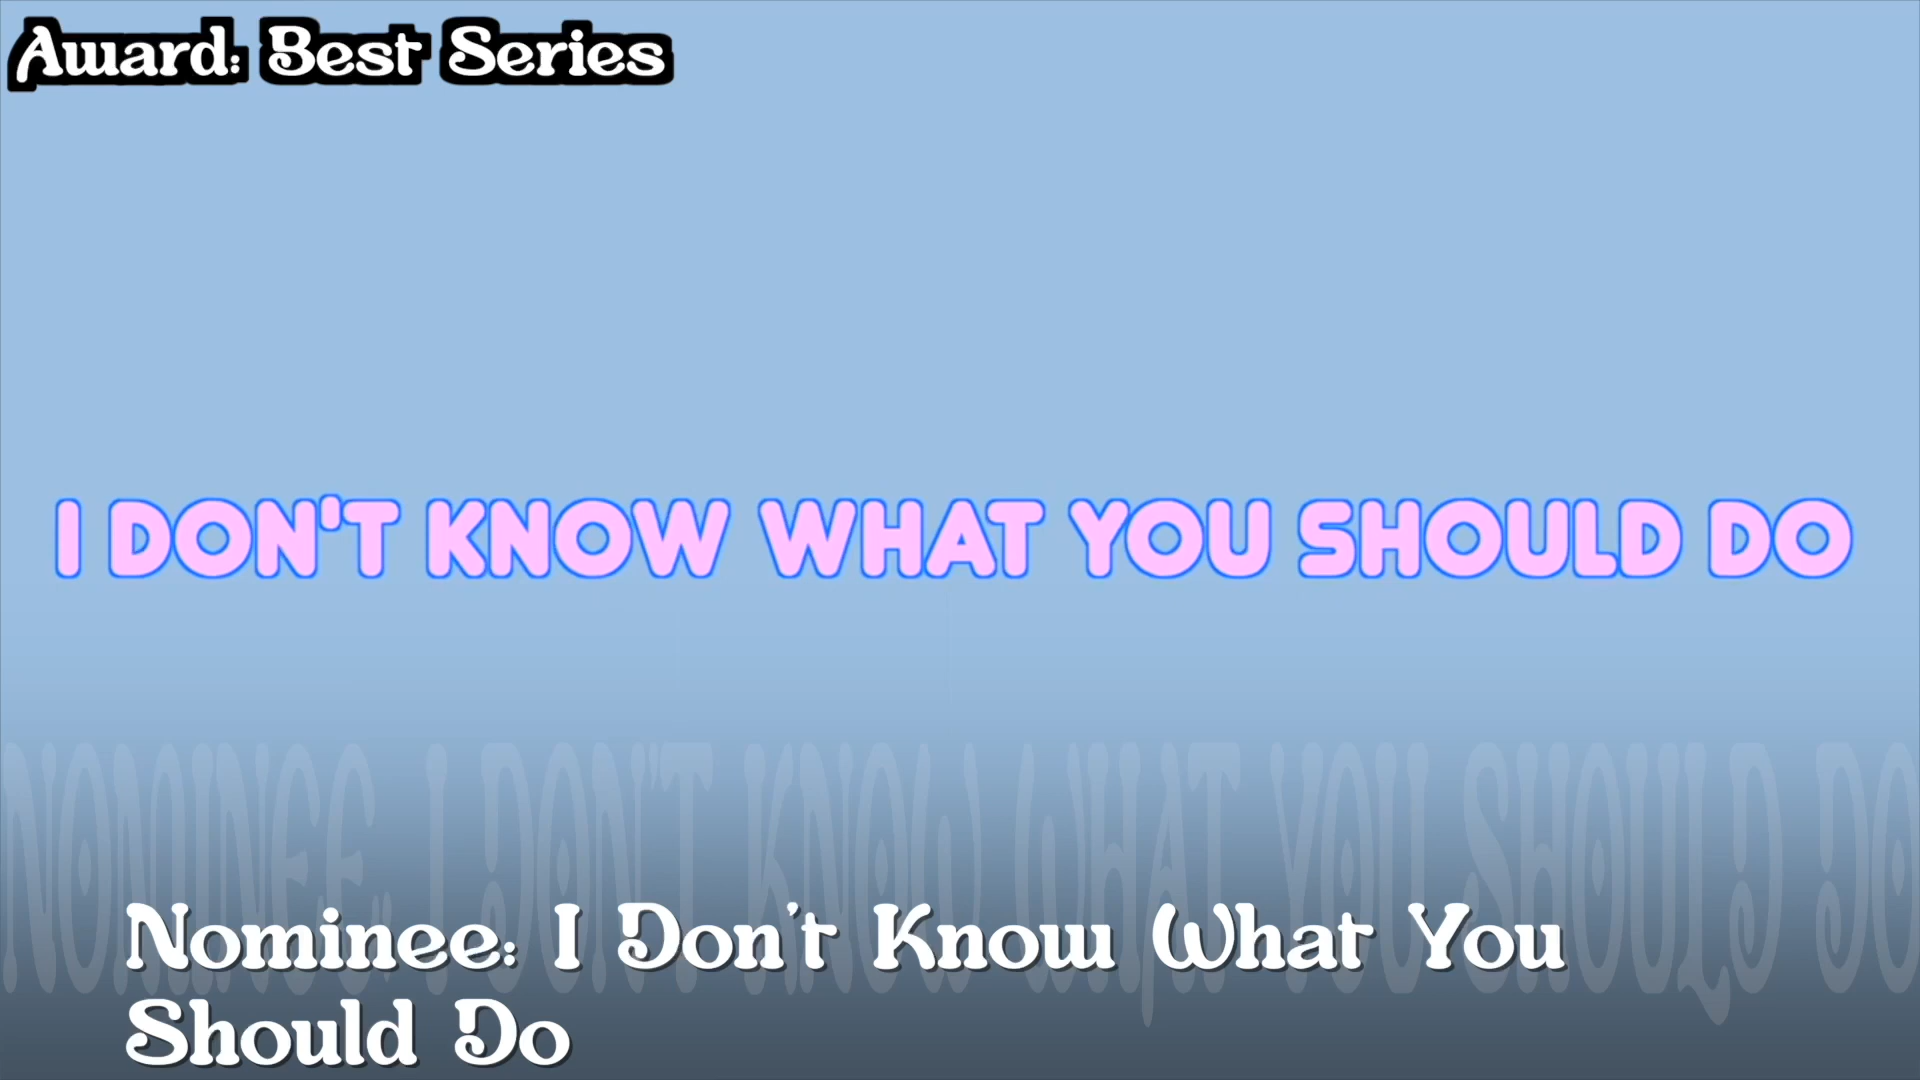 Award: Best Series
I DON'T KNOW WHAT YOU SHOULD DO
NOMINEE: I DON'T KNOW WHAT YOU SHOULD DO
Nominee: I Don't Know What You
Should Do